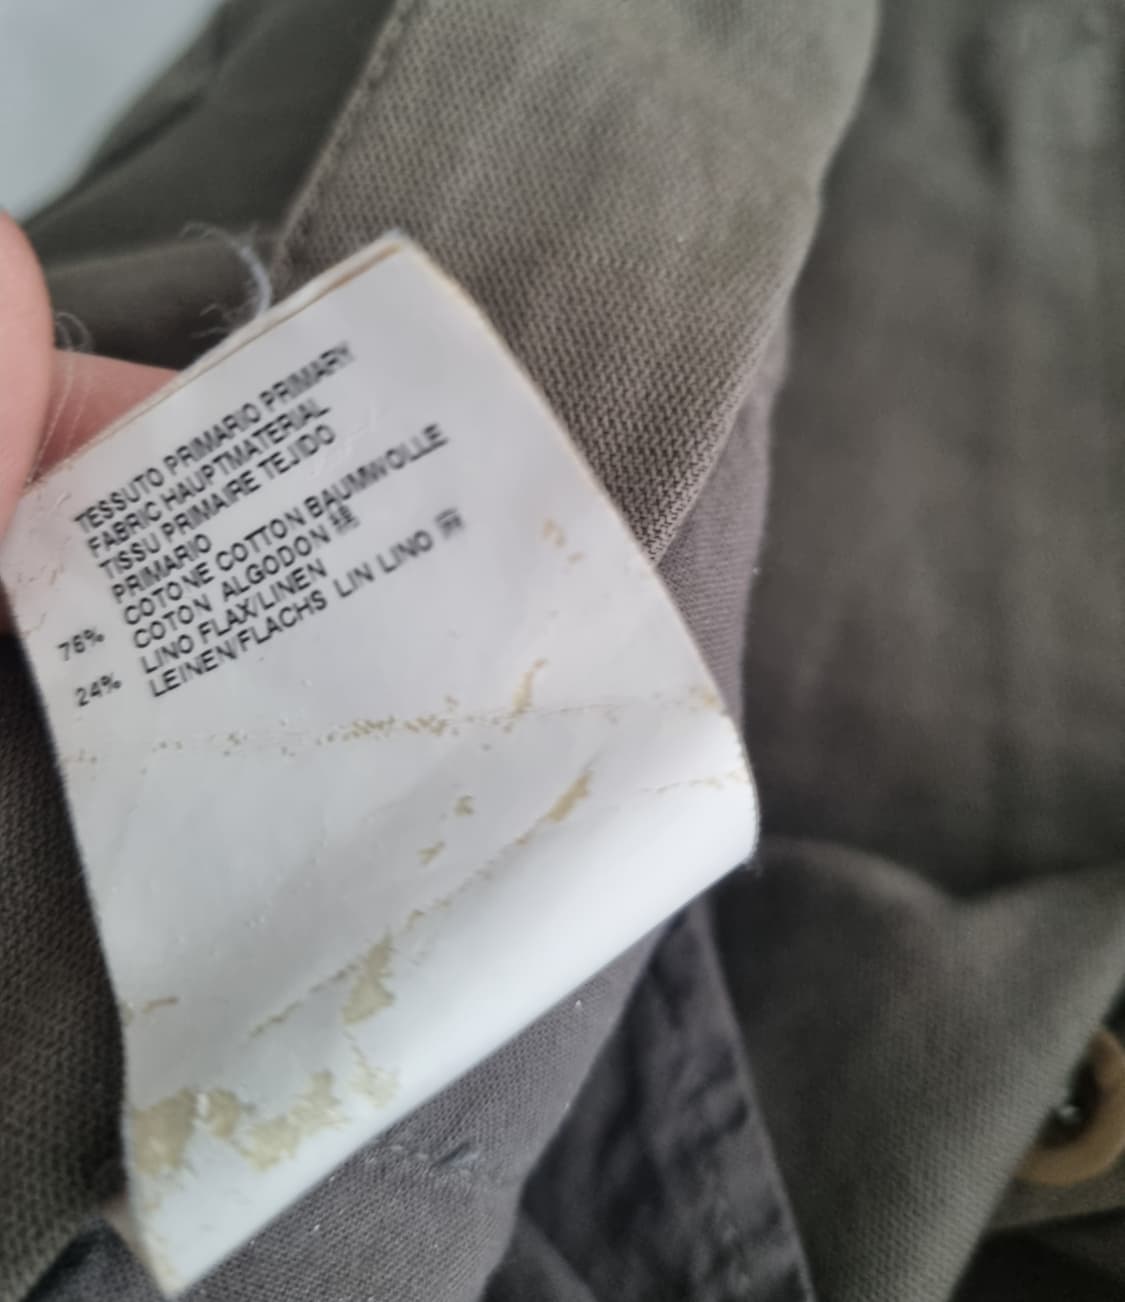 TESSUTO PRIMARIO PRIMARY
FABRIC HAUPTMATERIAL
TISSU PRIMAIRE TEJIDO
PRIMARIO
76% COTONE COTTON BAUMWOLLE
COTON ALGODON 棉
24% LINO FLAX/LINEN
LEINEN/FLACHS LIN LINO 麻